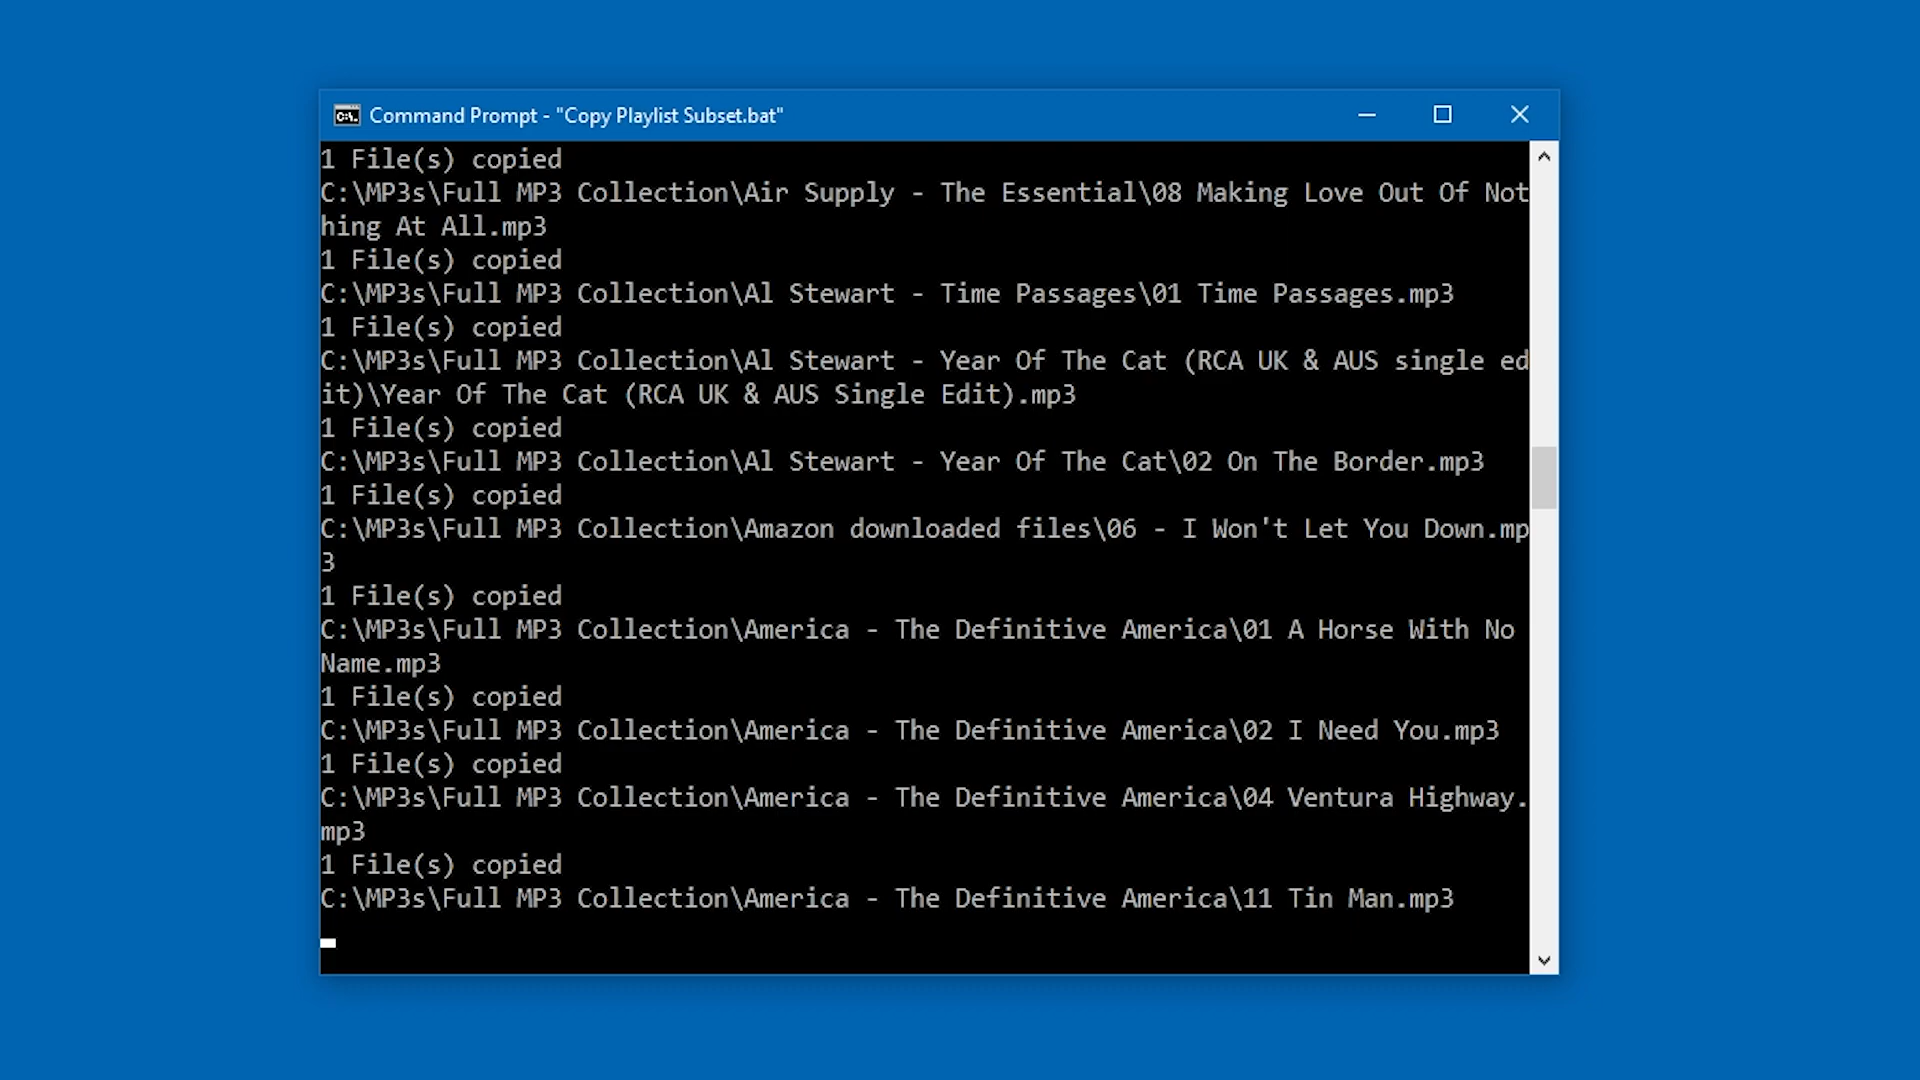 Command Prompt - "Copy Playlist Subset.bat"
1 File(s) copied
C:\MP3s\Full MP3 Collection\Air Supply - The Essential\08 Making Love Out Of Not
hing At All.mp3
1 File(s) copied
C:\MP3s\Full MP3 Collection\Al Stewart - Time Passages\01 Time Passages.mp3
1 File(s) copied
C:\MP3s\Full MP3 Collection\Al Stewart - Year Of The Cat (RCA UK & AUS single ed
it)\Year Of The Cat (RCA UK & AUS Single Edit).mp3
1 File(s) copied
C:\MP3s\Full MP3 Collection\Al Stewart - Year Of The Cat\02 On The Border.mp3
1 File(s) copied
C:\MP3s\Full MP3 Collection\Amazon downloaded files\06 - I Won't Let You Down.mp
3
1 File(s) copied
C:\MP3s\Full MP3 Collection\America - The Definitive America\01 A Horse With No
Name.mp3
1 File(s) copied
C:\MP3s\Full MP3 Collection\America - The Definitive America\02 I Need You.mp3
1 File(s) copied
C:\MP3s\Full MP3 Collection\America - The Definitive America\04 Ventura Highway.
mp3
1 File(s) copied
C:\MP3s\Full MP3 Collection\America - The Definitive America\11 Tin Man.mp3